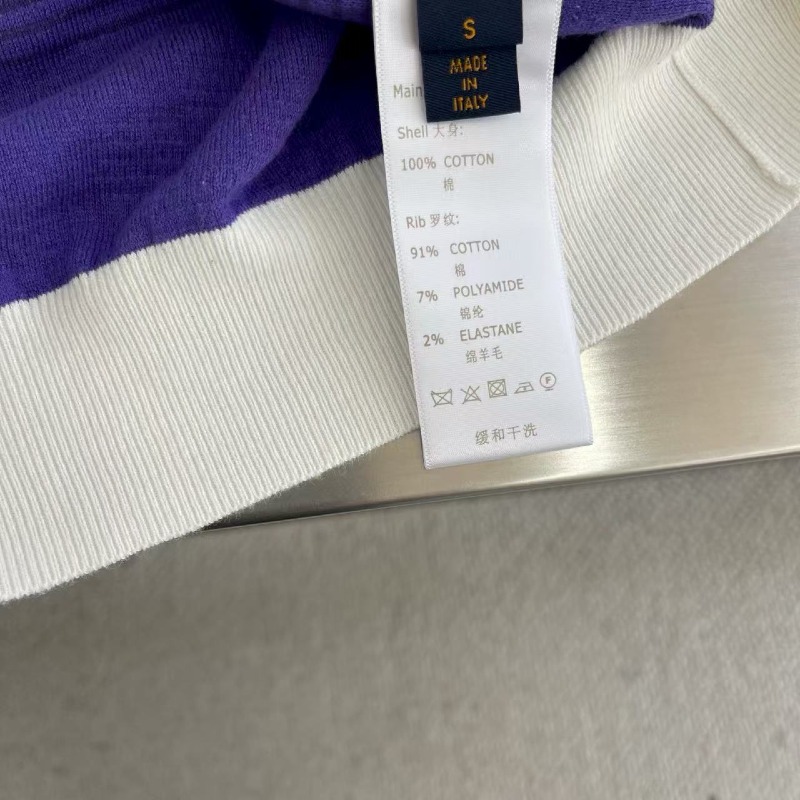 S
MADE
IN
ITALY
Main
Shell 大身:
100% COTTON
棉
Rib 罗纹:
91% COTTON
棉
7% POLYAMIDE
锦纶
2% ELASTANE
绵羊毛
F
缓和干洗